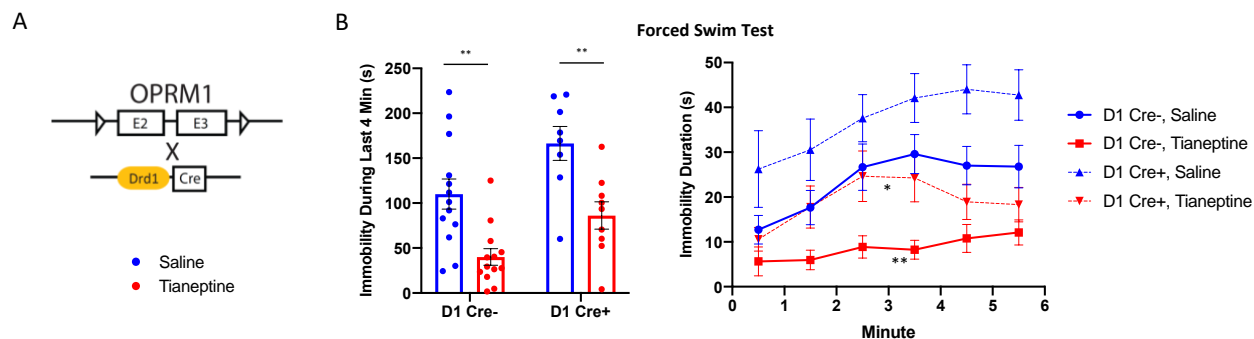 A
OPRM1
E2
E3
X
Drd1
Cre
Saline
Tianeptine
B
Forced Swim Test
Immobility During Last 4 Min (s)
250
200
150
100
50
0
**
**
D1 Cre-
D1 Cre+
Immobility Duration (s)
50
40
30
20
10
0
*
**
0
1
2
3
4
5
6
Minute
D1 Cre-, Saline
D1 Cre-, Tianeptine
D1 Cre+, Saline
D1 Cre+, Tianeptine